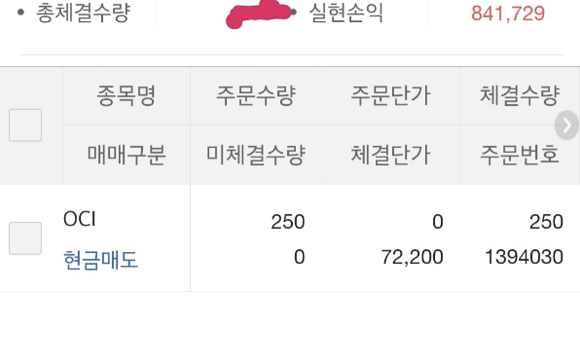 • 총체결수량 • 실현손익 841,729
종목명 주문수량 주문단가 체결수량
매매구분 미체결수량 체결단가 주문번호
OCI 250 0 250
현금매도 0 72,200 1394030